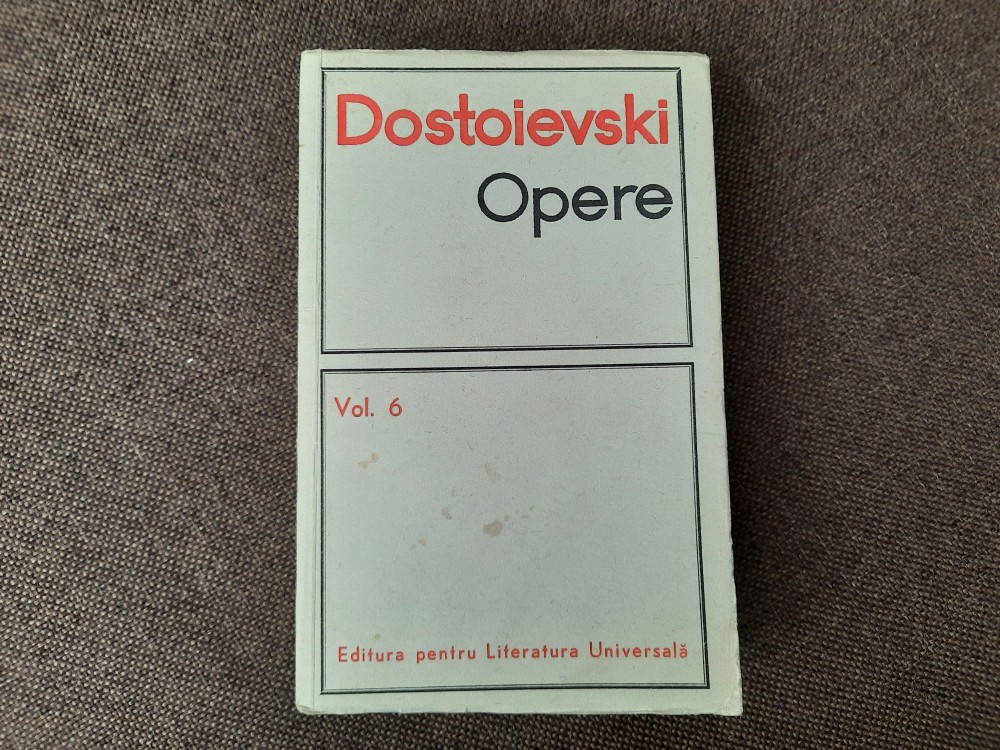 Dostoievski
Opere
Vol. 6
Editura pentru Literatura Universală